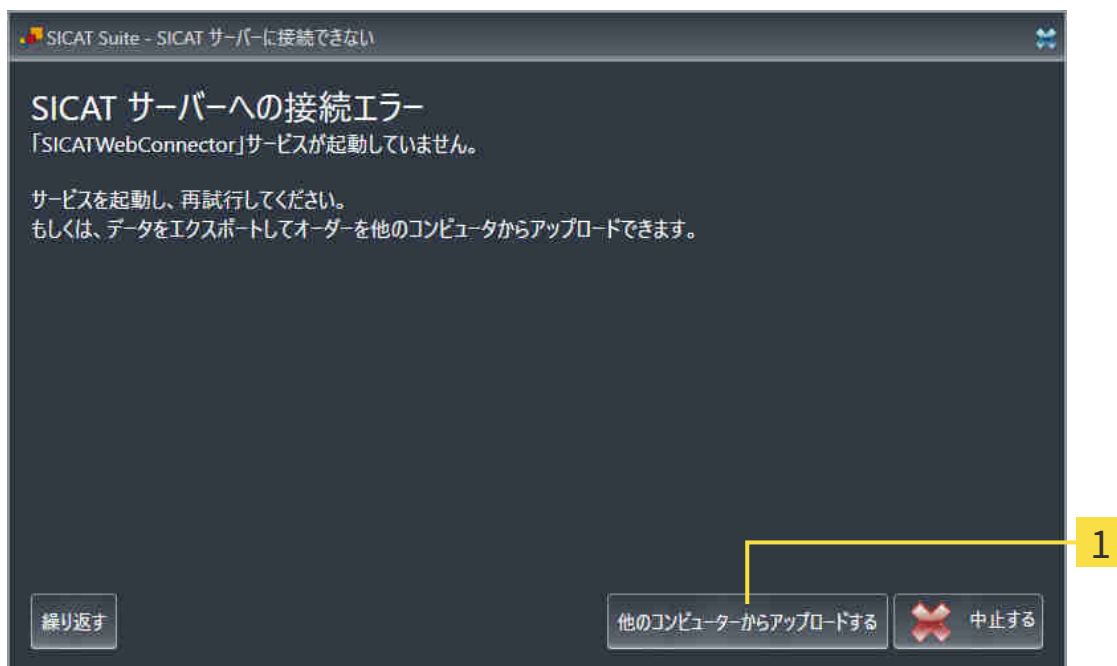 SICAT Suite - SICAT サーバーに接続できない
SICAT サーバーへの接続エラー
「SICATWebConnector」サービスが起動していません。
サービスを起動し、再試行してください。
もしくは、データをエクスポートしてオーダーを他のコンピュータからアップロードできます。
1
繰り返す
他のコンピューターからアップロードする
中止する